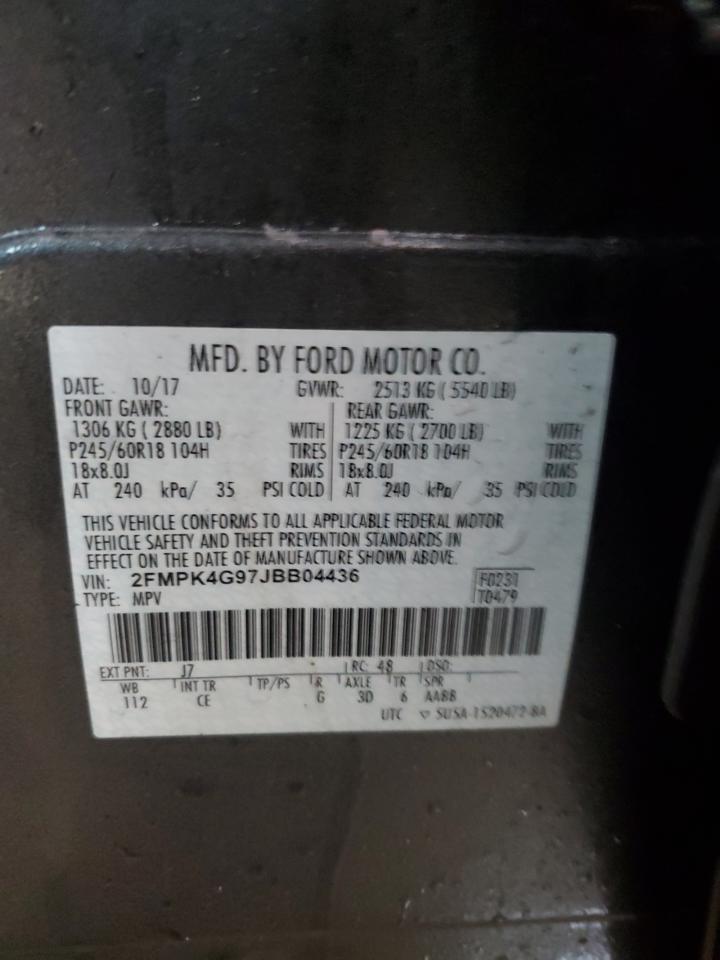 MFD. BY FORD MOTOR CO.
DATE: 10/17 GVWR: 2513 KG ( 5540 LB)
FRONT GAWR: REAR GAWR:
1306 KG ( 2880 LB) WITH 1225 KG ( 2700 LB) WITH
P245/60R18 104H TIRES P245/60R18 104H TIRES
18x8.0J RIMS 18x8.0J RIMS
AT 240 kPa/ 35 PSI COLD AT 240 kPa/ 35 PSI COLD
THIS VEHICLE CONFORMS TO ALL APPLICABLE FEDERAL MOTOR
VEHICLE SAFETY AND THEFT PREVENTION STANDARDS IN
EFFECT ON THE DATE OF MANUFACTURE SHOWN ABOVE.
VIN: 2FMPK4G97JBB04436 F0231
TYPE: MPV T0479
EXT PNT: J7 RC: 48 DSO:
WB INT TR TP/PS R AXLE TR SPR
112 CE G 3D 6 AABB
UTC SU5A-1520472-BA